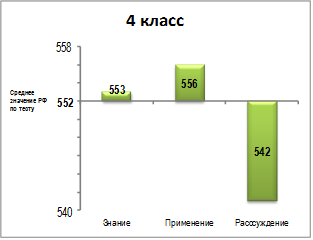 4 класс
558
Среднее
значение РФ
по тесту
552
540
553
556
542
Знание
Применение
Рассуждение